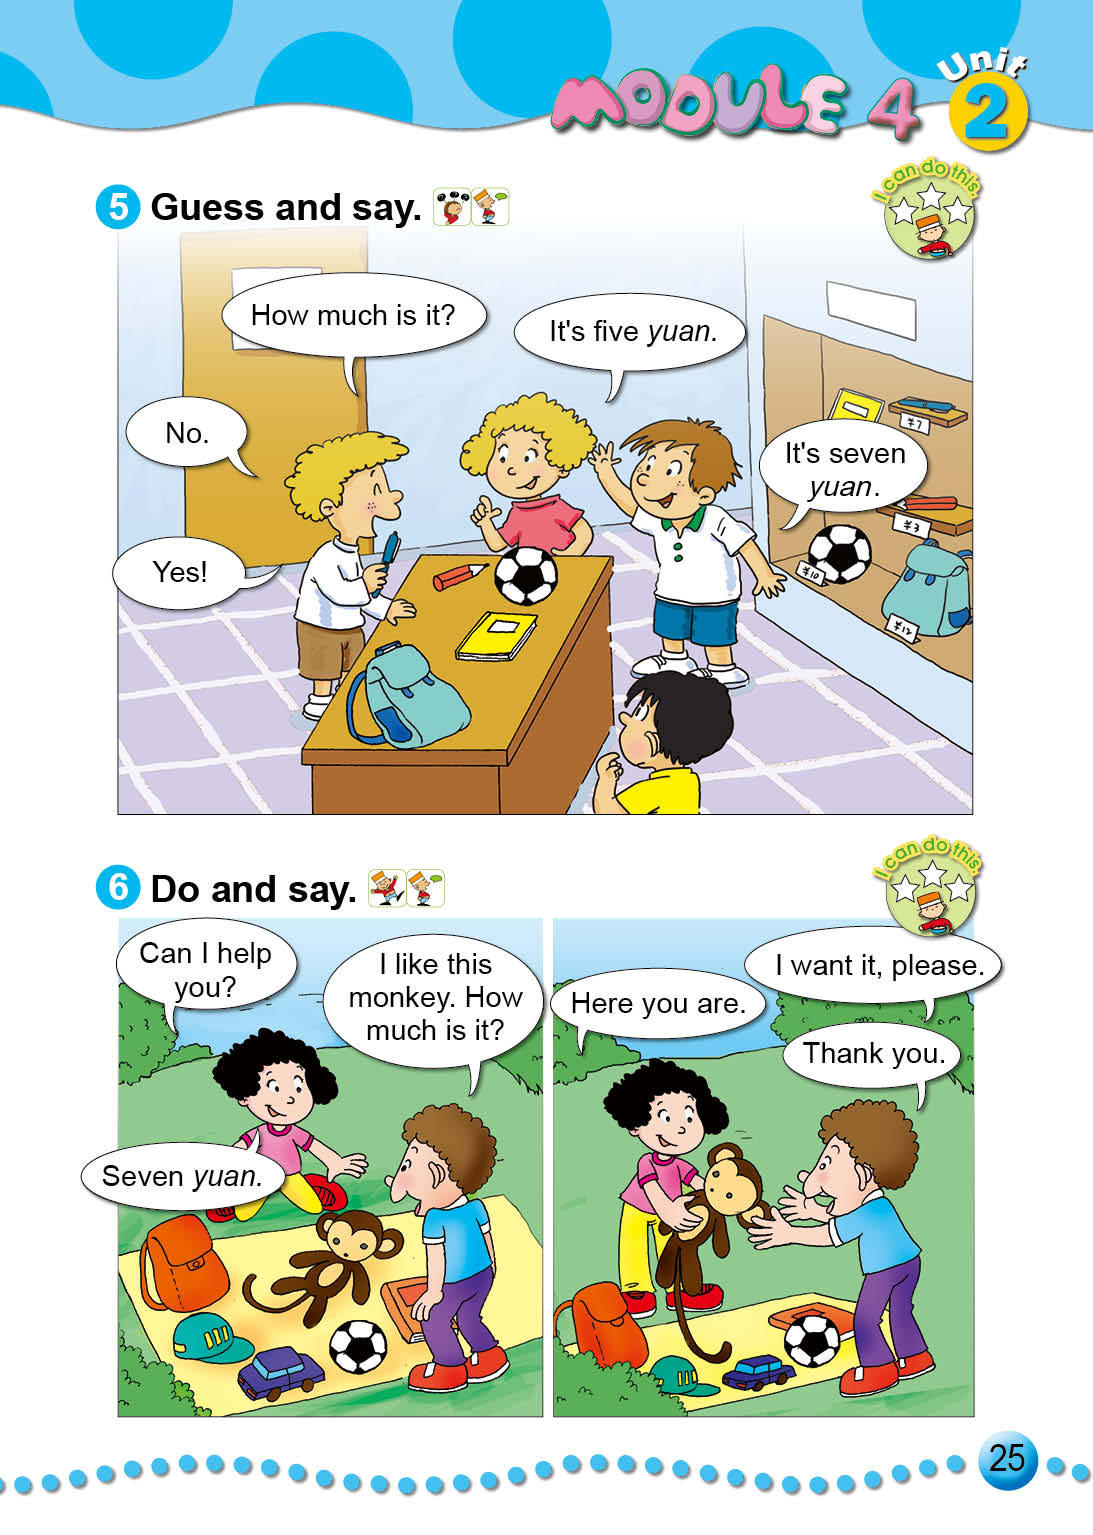 MODULE 4
Unit
2
I can do this.
5 Guess and say.
How much is it?
It's five yuan.
No.
It's seven
yuan.
Yes!
¥7
¥3
¥10
¥12
I can do this.
6 Do and say.
Can I help
you?
I like this
monkey. How
much is it?
Seven yuan.
I want it, please.
Here you are.
Thank you.
25